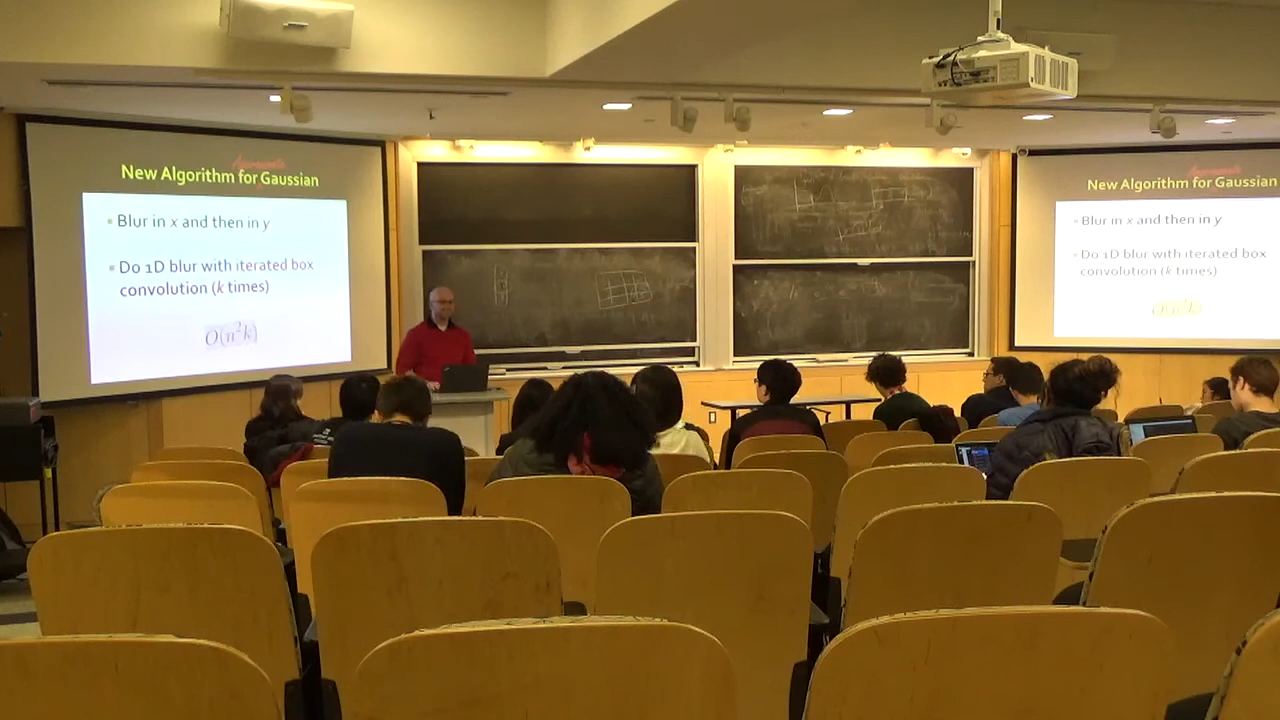 New Algorithm for Gaussian
▪ Blur in x and then in y
▪ Do 1D blur with iterated box
convolution (k times)
O(n²k)
New Algorithm for Gaussian
▪ Blur in x and then in y
▪ Do 1D blur with iterated box
convolution (k times)
O(n²k)